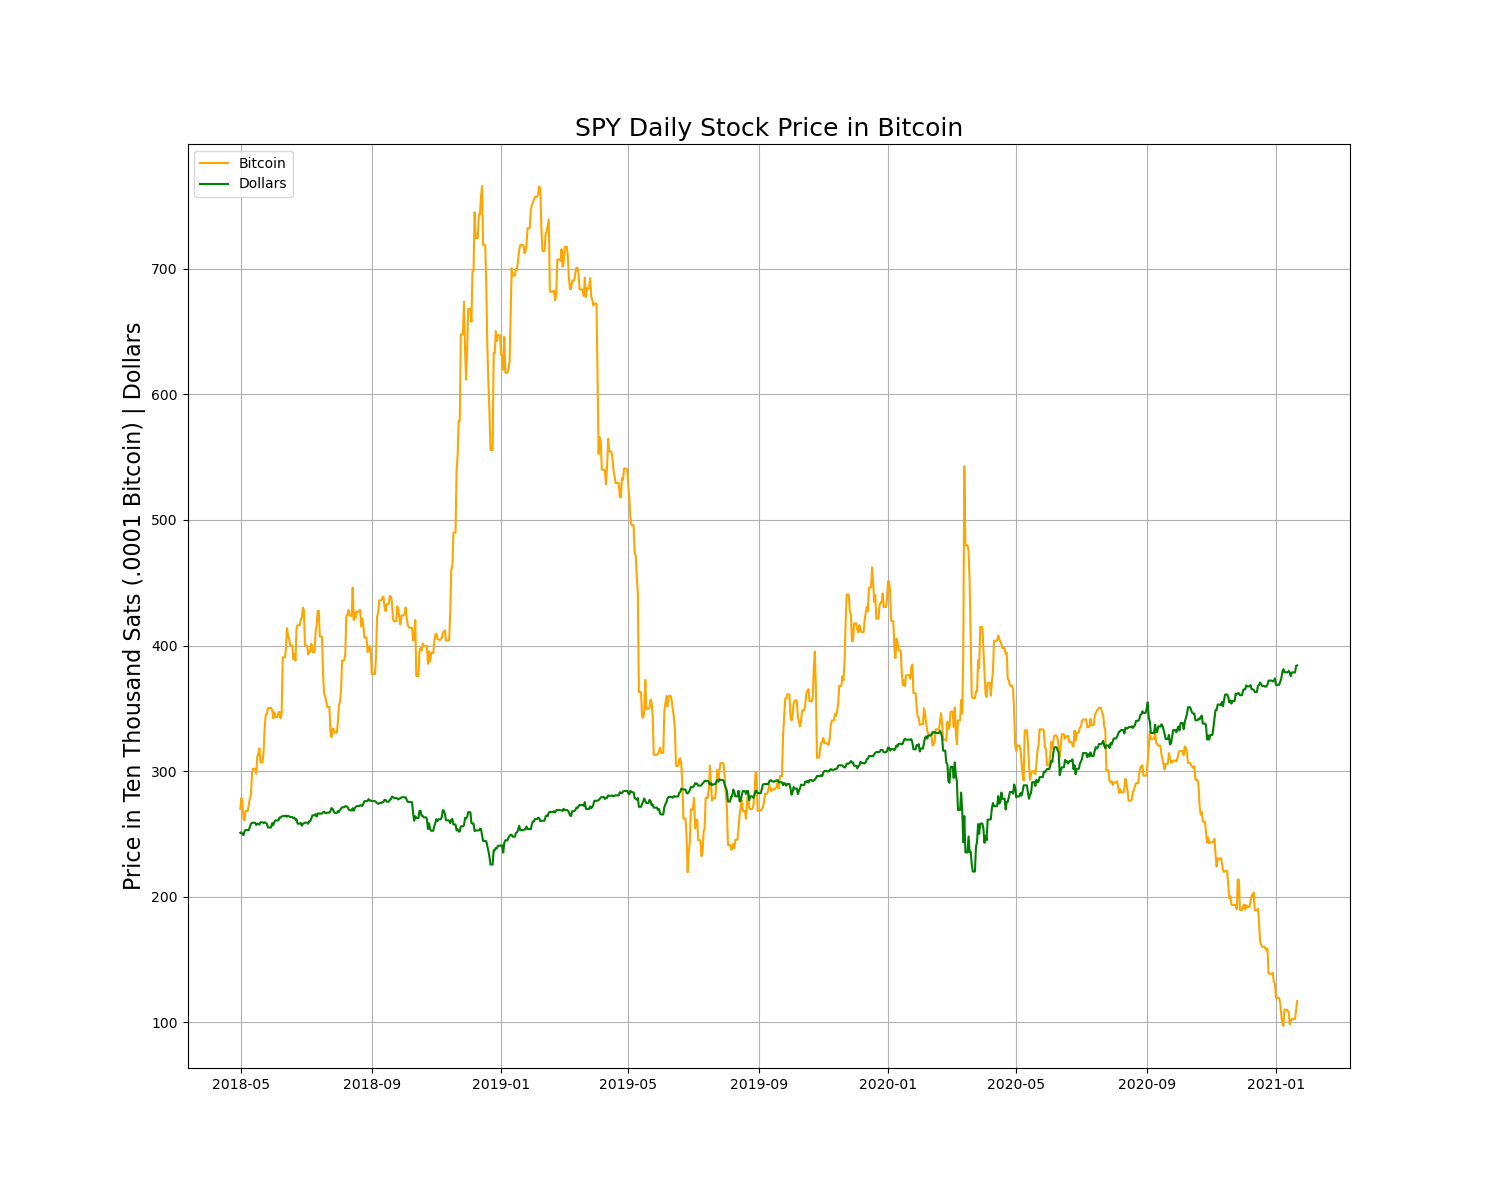 SPY Daily Stock Price in Bitcoin
Bitcoin
Dollars
Price in Ten Thousand Sats (.0001 Bitcoin) | Dollars
700
600
500
400
300
200
100
2018-05 2018-09 2019-01 2019-05 2019-09 2020-01 2020-05 2020-09 2021-01